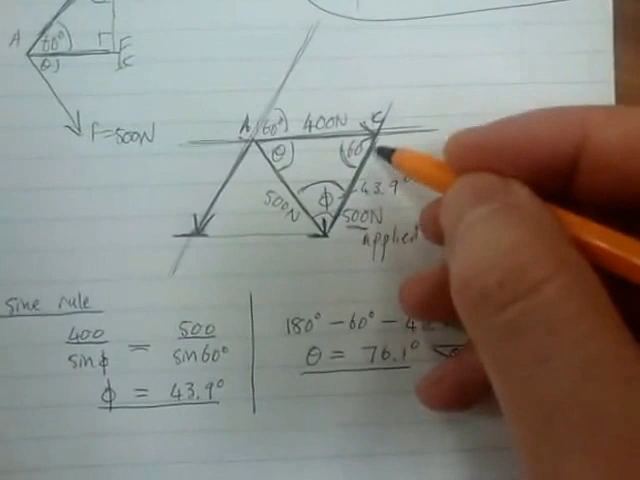 A 60° F
θ) C
F=500N
A 60°) 400N C
θ 60°
500N ϕ 43.9°
500N
Applied
sine rule
400/sinϕ = 500/sin60°
ϕ = 43.9°
180° - 60° - 4
θ = 76.1°